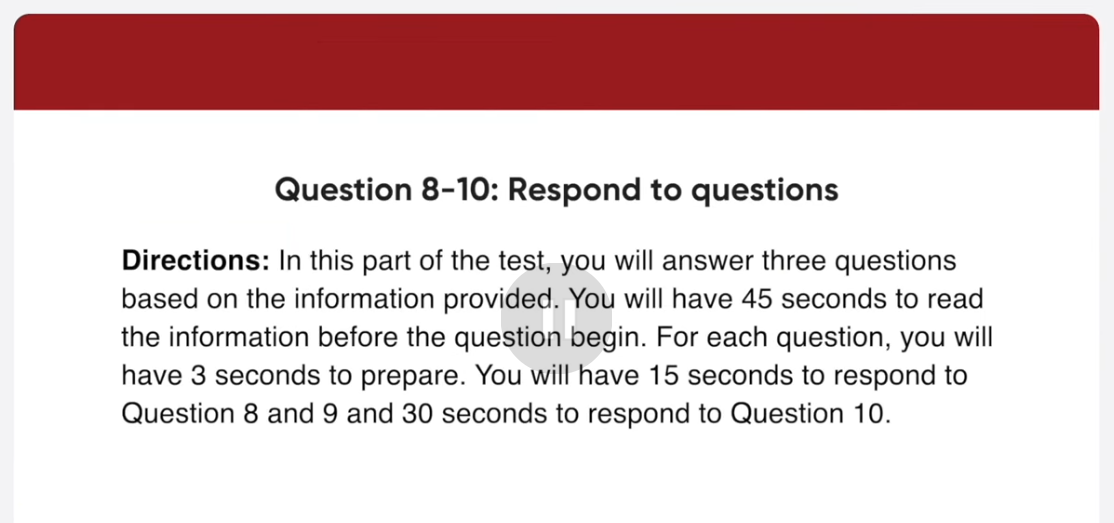 Question 8-10: Respond to questions
Directions: In this part of the test, you will answer three questions
based on the information provided. You will have 45 seconds to read
the information before the question begin. For each question, you will
have 3 seconds to prepare. You will have 15 seconds to respond to
Question 8 and 9 and 30 seconds to respond to Question 10.